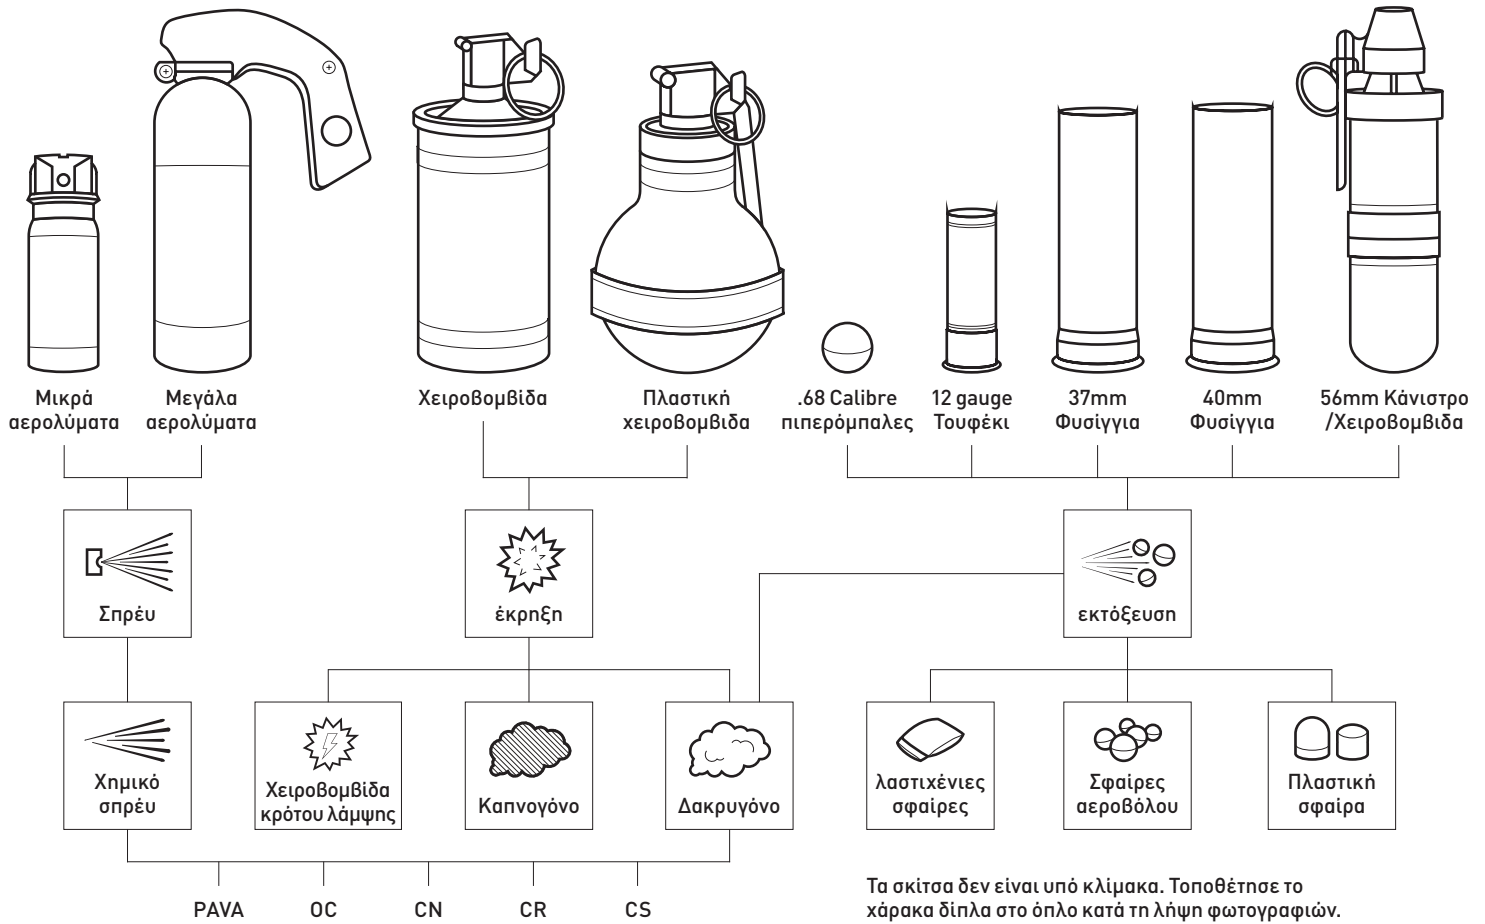 Μικρά
αερολύματα
Μεγάλα
αερολύματα
Χειροβομβίδα
Πλαστική
χειροβομβιδα
.68 Calibre
πιπερόμπαλες
12 gauge
Τουφέκι
37mm
Φυσίγγια
40mm
Φυσίγγια
56mm Κάνιστρο
/Χειροβομβιδα
Σπρέυ
έκρηξη
εκτόξευση
Χημικό
σπρέυ
Χειροβομβίδα
κρότου λάμψης
Καπνογόνο
Δακρυγόνο
λαστιχένιες
σφαίρες
Σφαίρες
αεροβόλου
Πλαστική
σφαίρα
PAVA
OC
CN
CR
CS
Τα σκίτσα δεν είναι υπό κλίμακα. Τοποθέτησε το
χάρακα δίπλα στο όπλο κατά τη λήψη φωτογραφιών.